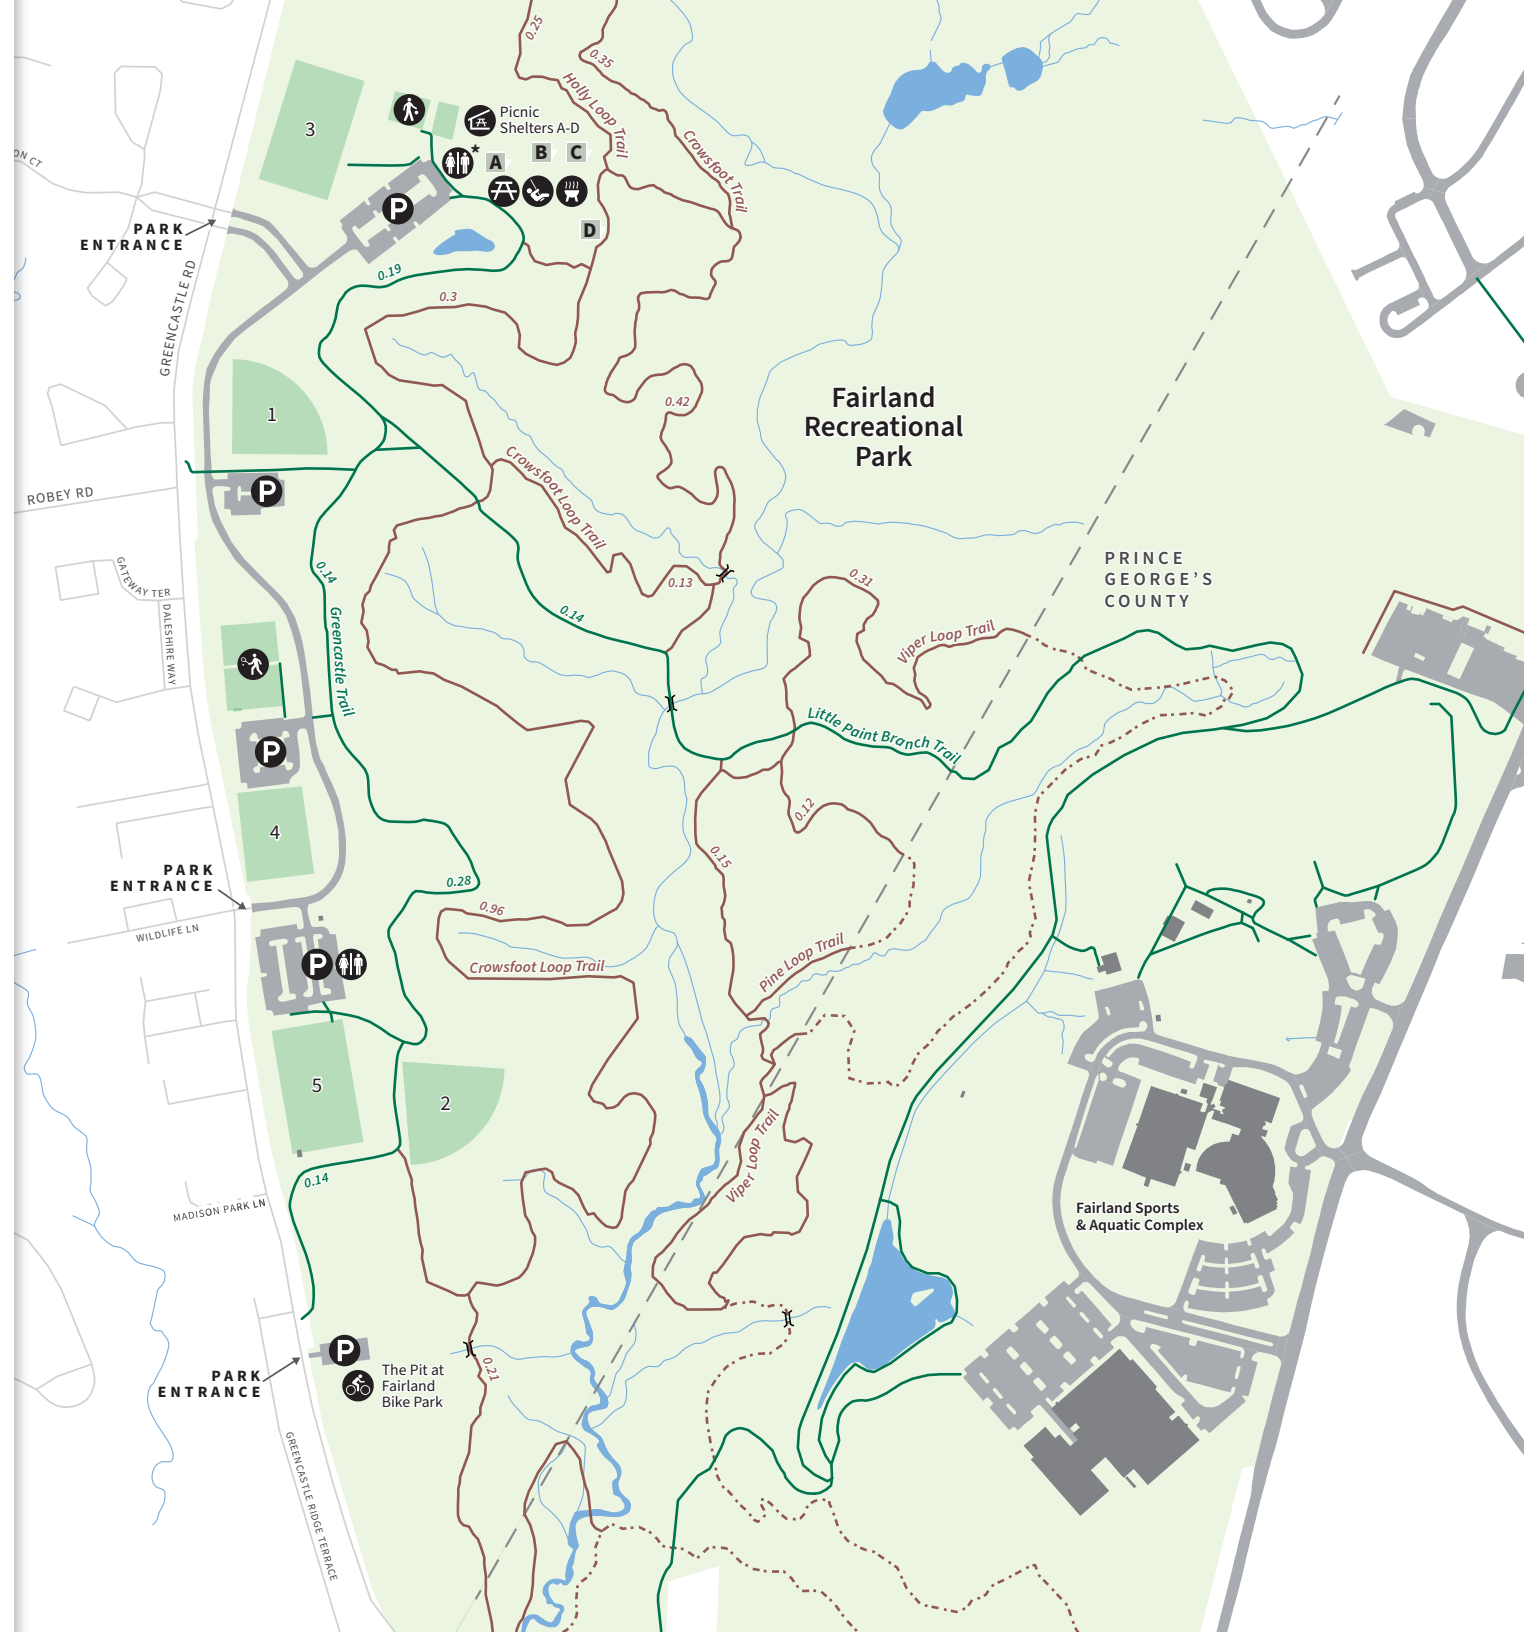 0.25
0.35
Holly Loop Trail
Crowsfoot Trail
3
Picnic
Shelters A-D
*
A
B
C
D
ON CT
P
PARK
ENTRANCE
GREENCASTLE RD
0.19
0.3
0.42
Fairland
Recreational
Park
1
Crowsfoot Loop Trail
ROBEY RD
P
GATEWAY TER
DALESHIRE WAY
0.14
Greencastle Trail
0.14
0.13
0.31
Viper Loop Trail
PRINCE
GEORGE'S
COUNTY
Little Paint Branch Trail
P
4
0.12
0.15
PARK
ENTRANCE
0.28
0.96
WILDLIFE LN
P
Crowsfoot Loop Trail
Pine Loop Trail
5
2
Viper Loop Trail
0.14
MADISON PARK LN
Fairland Sports
& Aquatic Complex
P
PARK
ENTRANCE
The Pit at
Fairland
Bike Park
0.21
GREENCASTLE RIDGE TERRACE